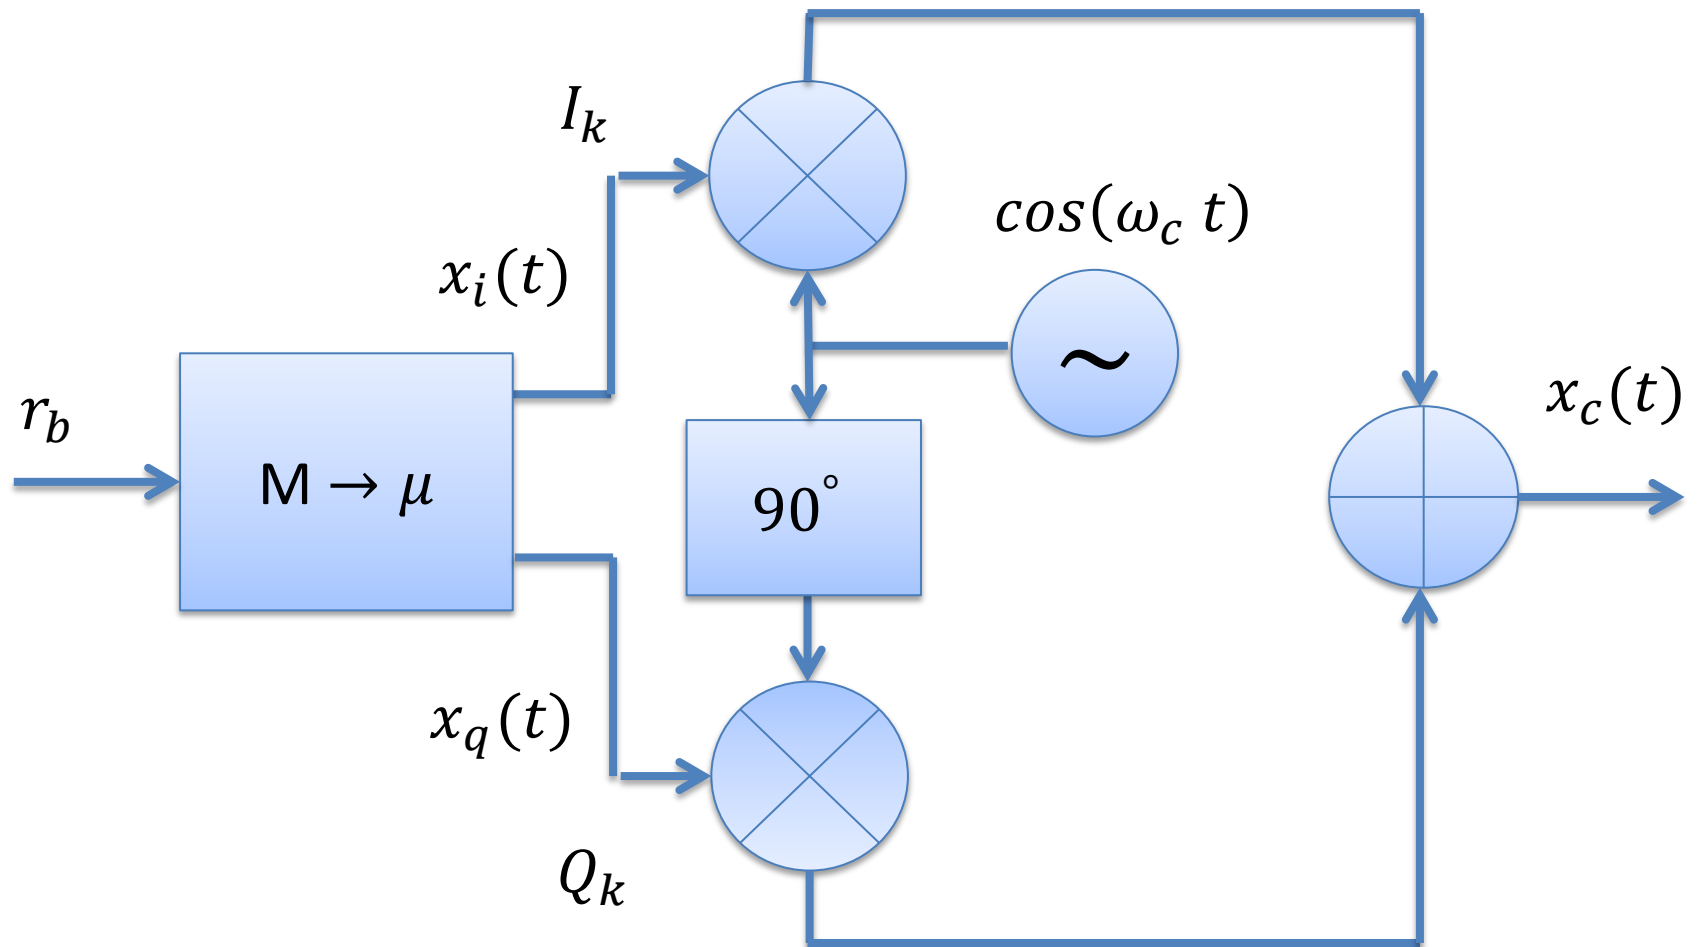 I_k
cos(ω_c t)
x_i(t)
~
r_b
x_c(t)
M → μ
90°
x_q(t)
Q_k